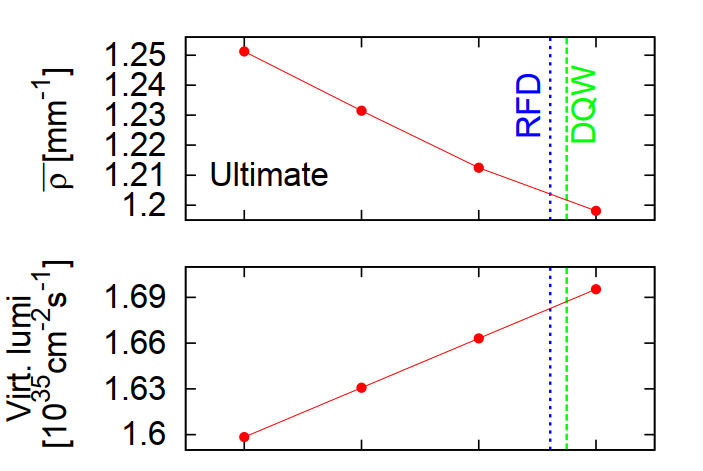 1.25
1.24
1.23
1.22
1.21
1.2
ρ̅ [mm⁻¹]
Ultimate
RFD
DQW
1.69
1.66
1.63
1.6
Virt. lumi
[10³⁵cm⁻²s⁻¹]